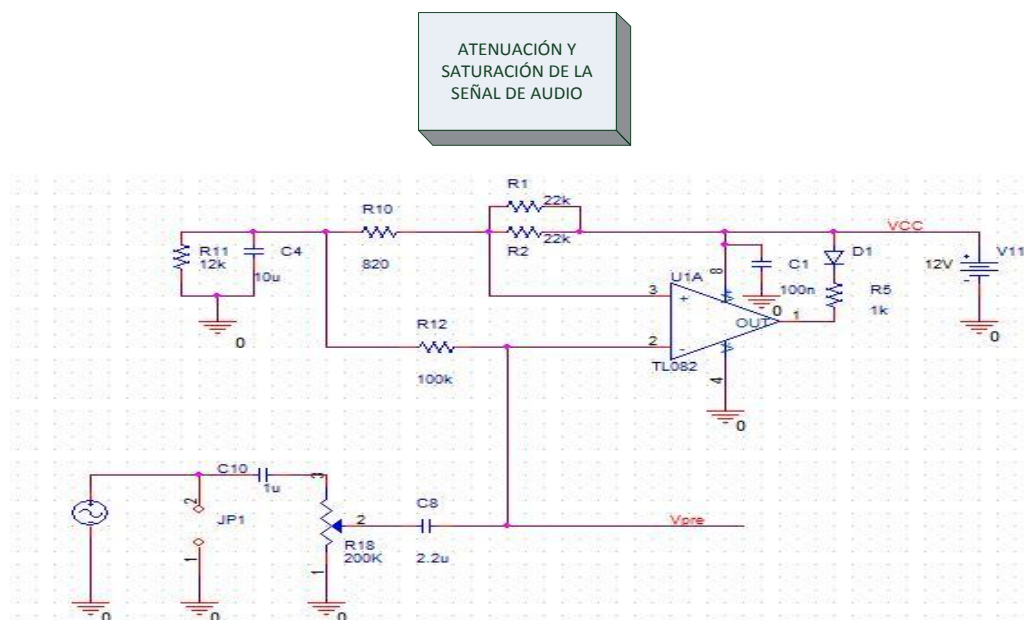 ATENUACIÓN Y
SATURACIÓN DE LA
SEÑAL DE AUDIO
R1
22k
R10
R2
22k
VCC
R11
12k
C4
10u
820
C1
100n
D1
12V
V11
U1A
8
3
+
R5
1k
0
0
OUT
1
0
R12
2
-
TL082
100k
4
0
C10
1u
3
2
JP1
1
2
R18
200K
1
C8
2.2u
Vpre
0
0
0